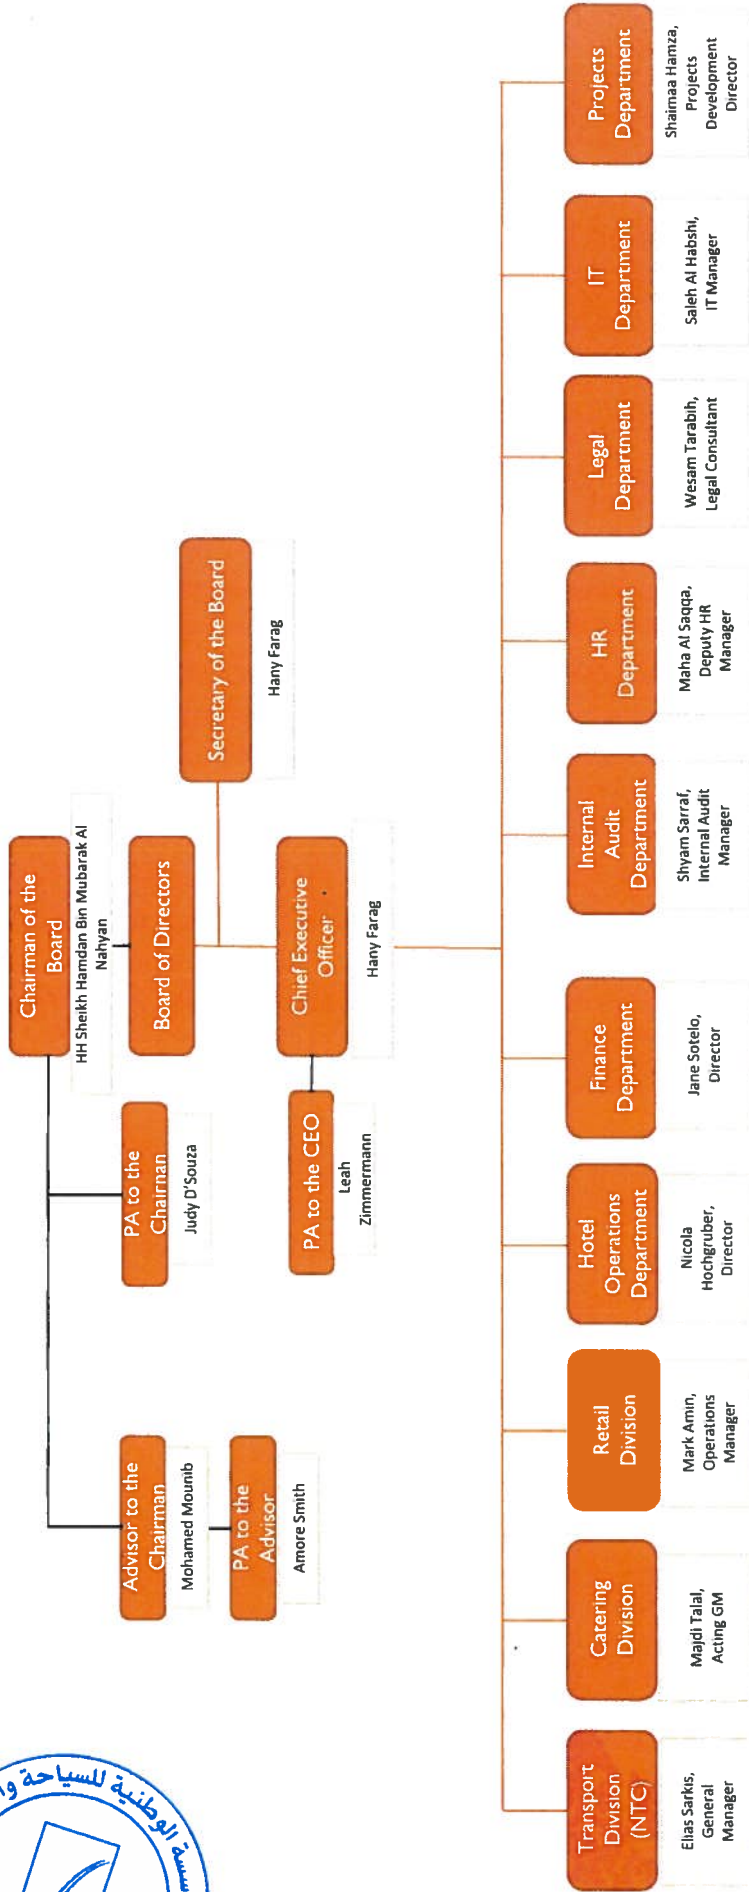 Chairman of the
Board
HH Sheikh Hamdan Bin Mubarak Al
Nahyan
Board of Directors
Secretary of the Board
Hany Farag
Chief Executive
Officer
Hany Farag
PA to the
Chairnan
Judy D'Souza
PA to the CEO
Leah
Zimmermann
Advisor to the
Chairman
Mohamed Mounib
PA to the
Advisor
Amore Smith
Transport
Division
(NTC)
Elias Sarkis,
General
Manager
Catering
Division
Majdi Talal,
Acting GM
Retail
Division
Mark Amin,
Operations
Manager
Hotel
Operations
Department
Nicola
Hochgruber,
Director
Finance
Department
Jane Sotelo,
Director
Internal
Audit
Department
Shyam Sarraf,
Internal Audit
Manager
HR
Department
Maha Al Saqqa,
Deputy HR
Manager
Legal
Department
Wesam Tarabih,
Legal Consultant
IT
Department
Saleh Al Habshi,
IT Manager
Projects
Department
Shaimaa Hamza,
Projects
Development
Director
الوطنية للسياحة